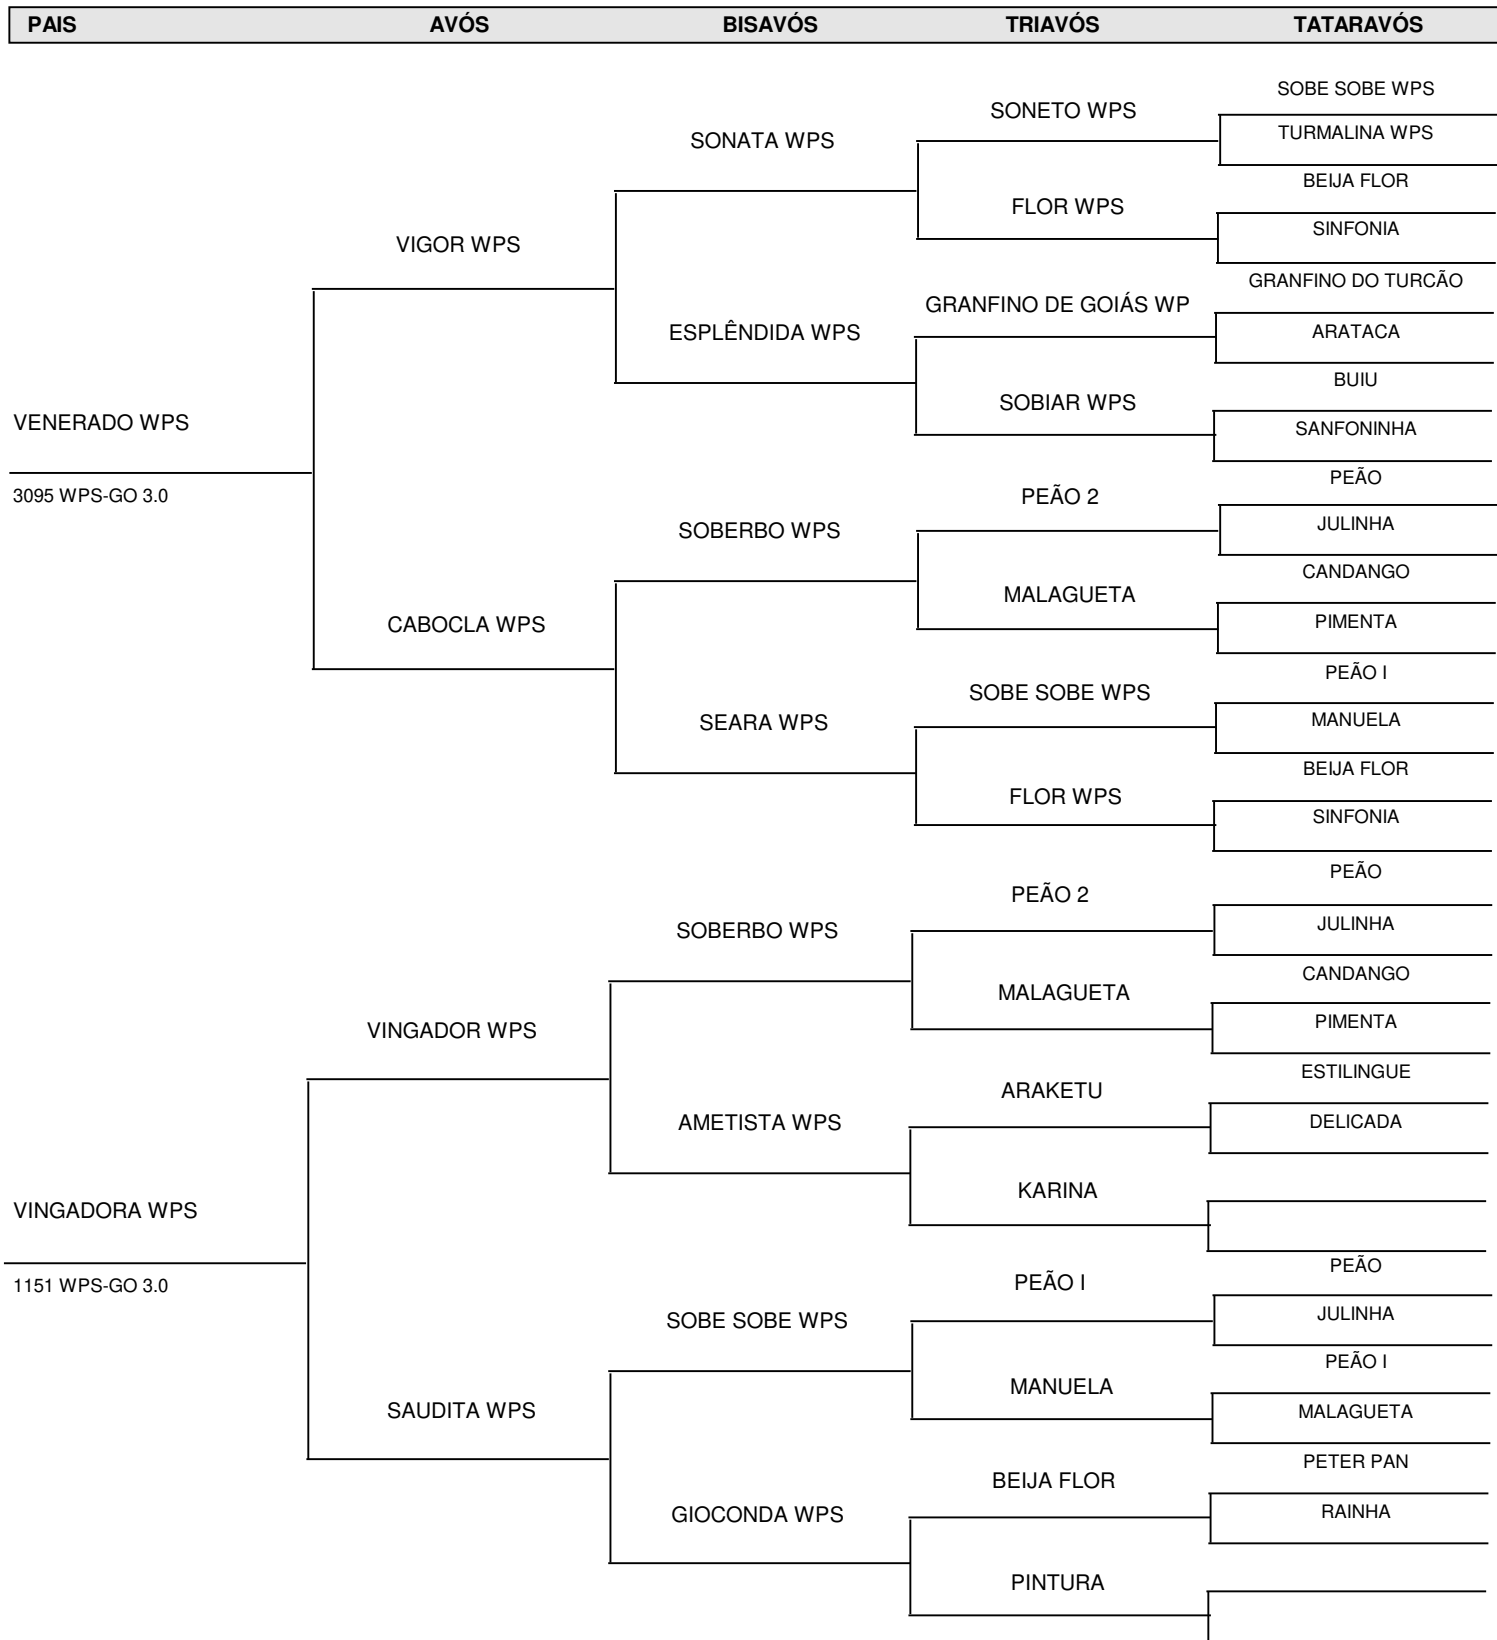 PAIS AVÓS BISAVÓS TRIAVÓS TATARAVÓS
SOBE SOBE WPS
SONETO WPS
TURMALINA WPS
SONATA WPS
BEIJA FLOR
FLOR WPS
SINFONIA
VIGOR WPS
GRANFINO DO TURCÃO
GRANFINO DE GOIÁS WP
ARATACA
ESPLÊNDIDA WPS
BUIU
SOBIAR WPS
SANFONINHA
VENERADO WPS
3095 WPS-GO 3.0
PEÃO
PEÃO 2
JULINHA
SOBERBO WPS
CANDANGO
MALAGUETA
PIMENTA
CABOCLA WPS
PEÃO I
SOBE SOBE WPS
MANUELA
SEARA WPS
BEIJA FLOR
FLOR WPS
SINFONIA
PEÃO
PEÃO 2
JULINHA
SOBERBO WPS
CANDANGO
MALAGUETA
PIMENTA
VINGADOR WPS
ESTILINGUE
ARAKETU
DELICADA
AMETISTA WPS
KARINA
VINGADORA WPS
1151 WPS-GO 3.0
PEÃO
PEÃO I
JULINHA
SOBE SOBE WPS
PEÃO I
MANUELA
MALAGUETA
SAUDITA WPS
PETER PAN
BEIJA FLOR
RAINHA
GIOCONDA WPS
PINTURA